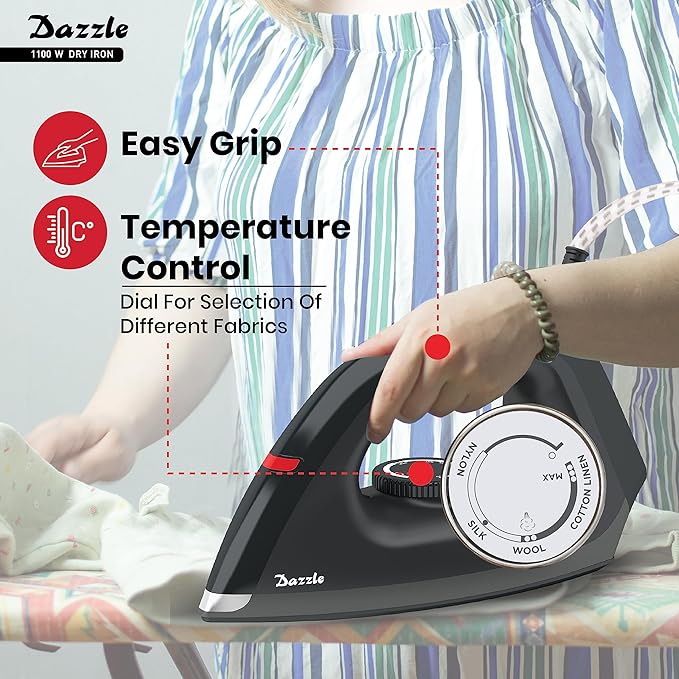 Dazzle
1100 W DRY IRON
Easy Grip
C°
Temperature
Control
Dial For Selection Of
Different Fabrics
NYLON
SILK
WOOL
COTTON LINEN
MAX
Dazzle